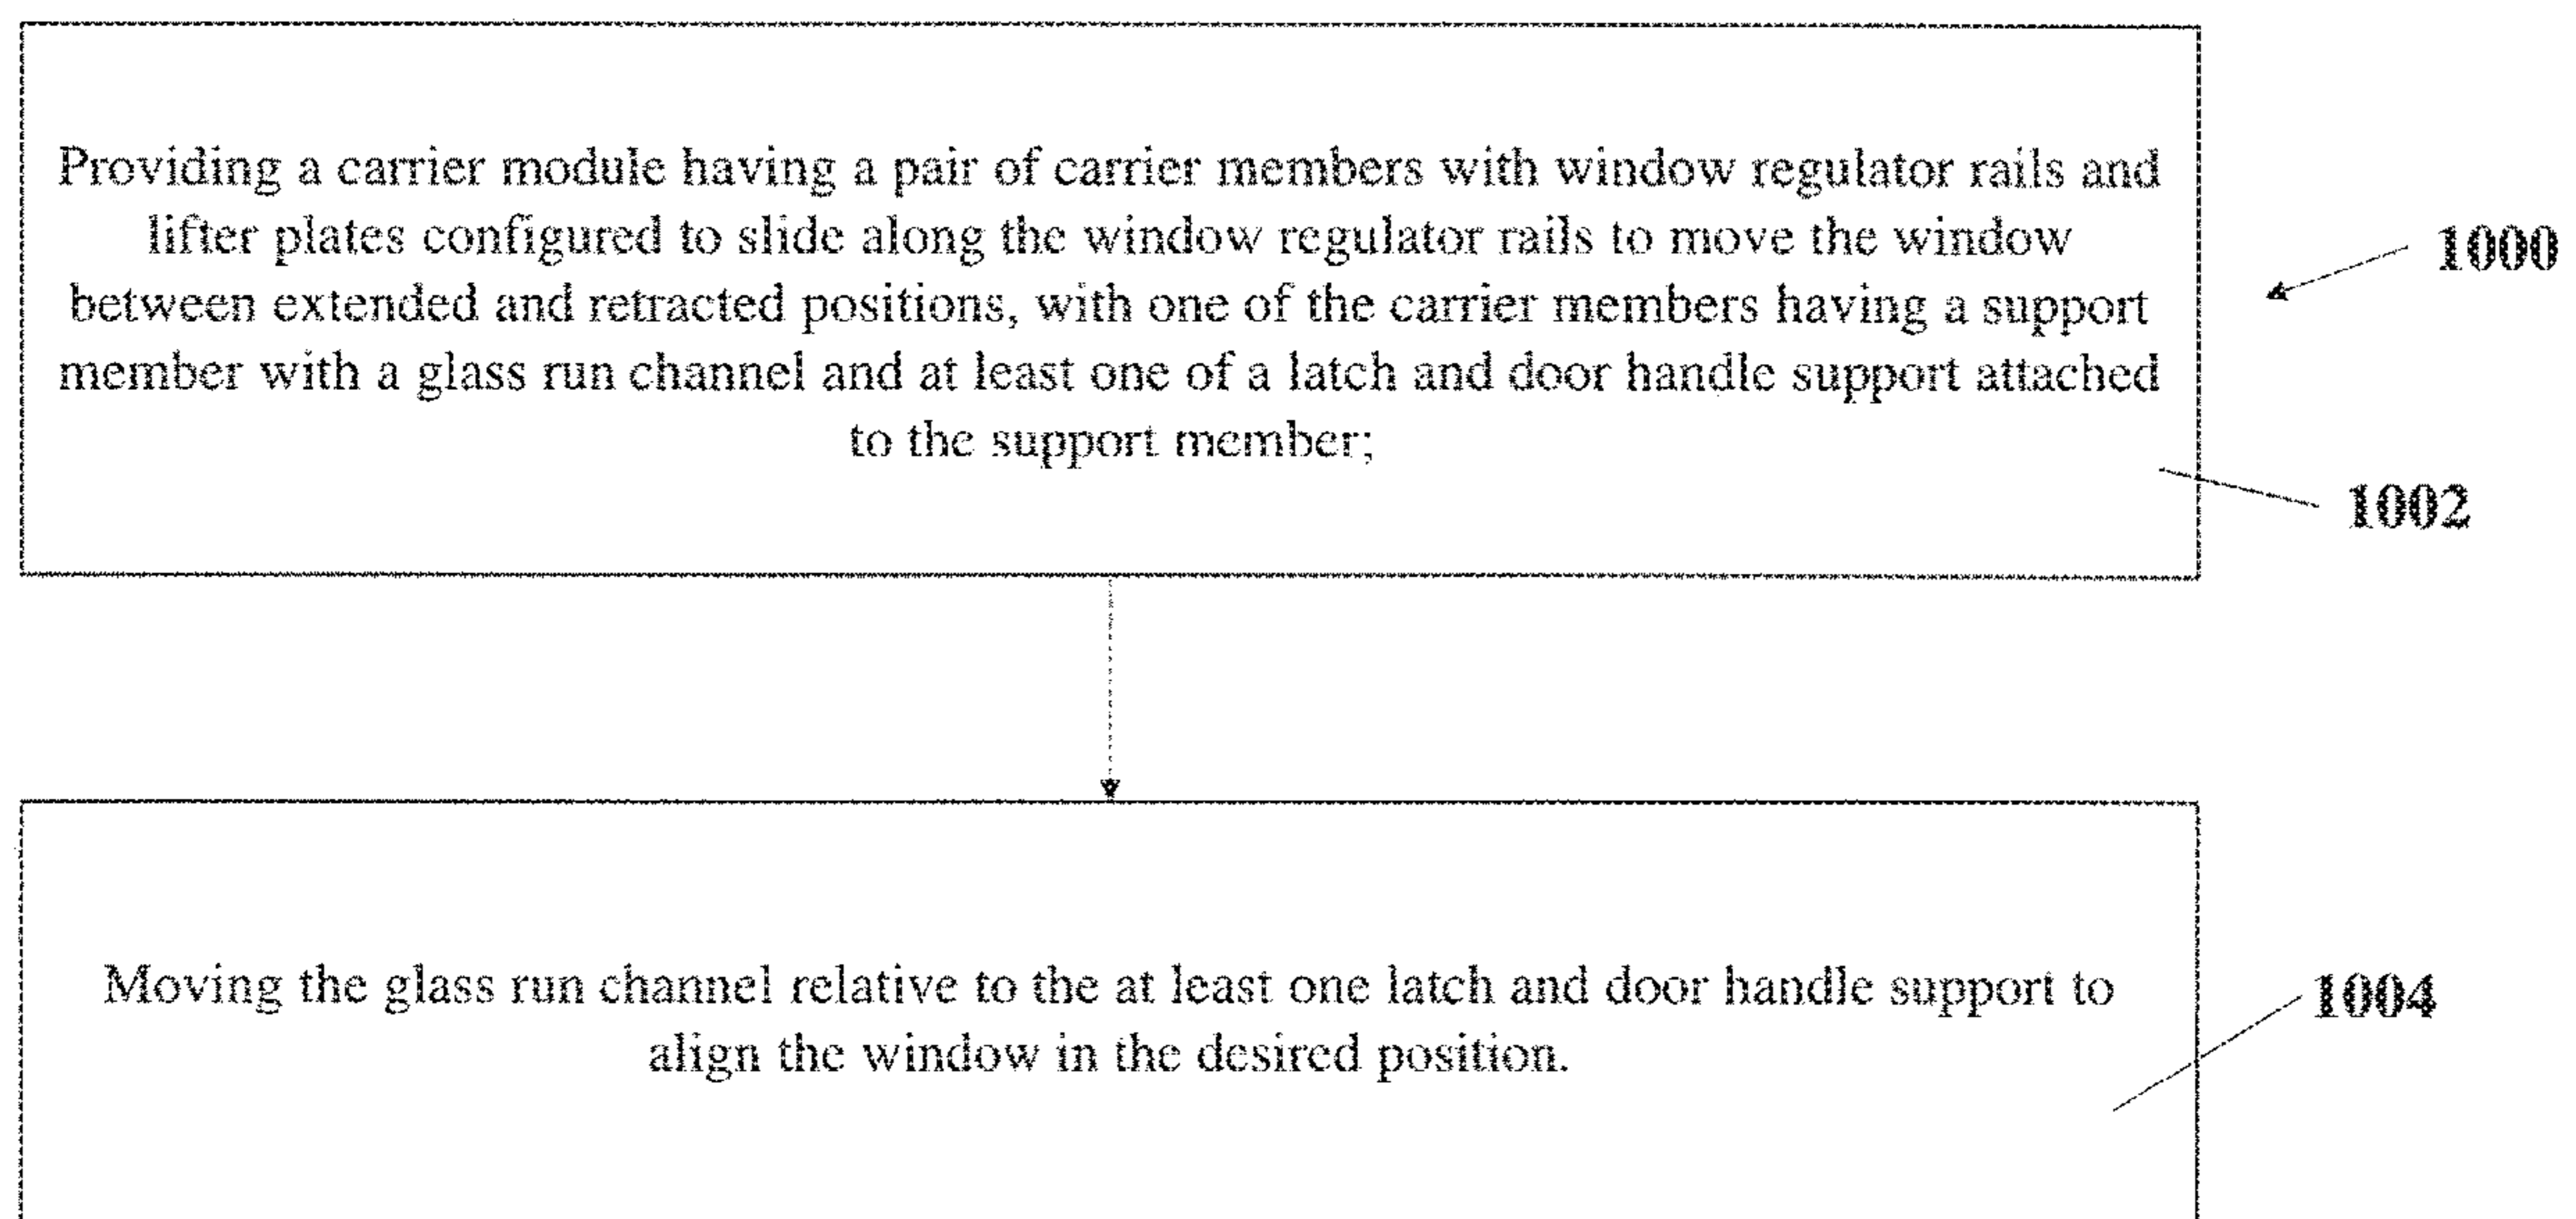 Providing a carrier module having a pair of carrier members with window regulator rails and
lifter plates configured to slide along the window regulator rails to move the window
between extended and retracted positions, with one of the carrier members having a support
member with a glass run channel and at least one of a latch and door handle support attached
to the support member;
1000
1002
Moving the glass run channel relative to the at least one latch and door handle support to
align the window in the desired position.
1004